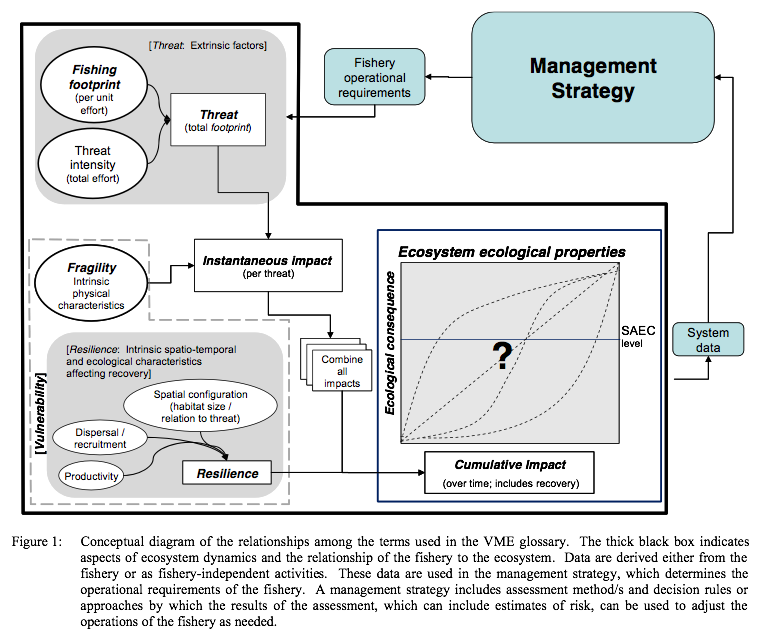 [Threat: Extrinsic factors]
Fishing
footprint
(per unit
effort)
Threat
intensity
(total effort)
Threat
(total footprint)
Fishery
operational
requirements
Management
Strategy
Fragility
Intrinsic
physical
characteristics
Instantaneous impact
(per threat)
[Vulnerability]
[Resilience: Intrinsic spatio-temporal
and ecological characteristics
affecting recovery]
Spatial configuration
(habitat size /
relation to threat)
Dispersal /
recruitment
Productivity
Resilience
Combine
all
impacts
Ecosystem ecological properties
Ecological consequence
?
SAEC
level
Cumulative Impact
(over time; includes recovery)
System
data
Figure 1: Conceptual diagram of the relationships among the terms used in the VME glossary. The thick black box indicates
aspects of ecosystem dynamics and the relationship of the fishery to the ecosystem. Data are derived either from the
fishery or as fishery-independent activities. These data are used in the management strategy, which determines the
operational requirements of the fishery. A management strategy includes assessment method/s and decision rules or
approaches by which the results of the assessment, which can include estimates of risk, can be used to adjust the
operations of the fishery as needed.